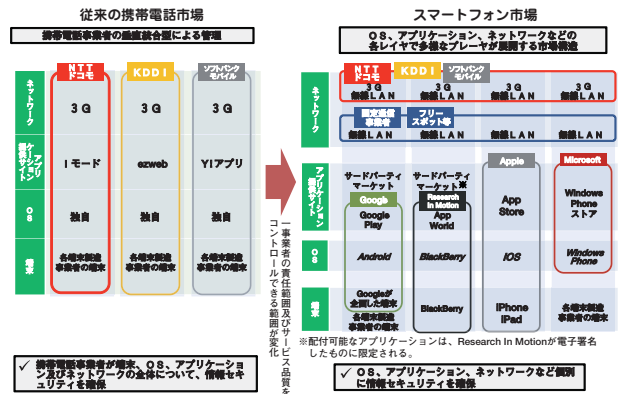 従来の携帯電話市場
携帯電話事業者の垂直統合型による管理
NTT
ドコモ
KDDI
ソフトバンク
モバイル
ネットワーク
3G
3G
3G
アプリ
ケーション
提供サイト
Iモード
ezweb
Y!アプリ
OS
独自
独自
独自
端末
各端末製造
事業者の端末
各端末製造
事業者の端末
各端末製造
事業者の端末
✓ 携帯電話事業者が端末、OS、アプリケーショ
ン及びネットワークの全体について、情報セキ
ュリティを確保
一事業者の責任範囲及びサービス品質を
コントロールできる範囲が変化
スマートフォン市場
OS、アプリケーション、ネットワークなどの
各レイヤで多様なプレーヤが展開する市場構造
NTT
ドコモ
KDDI
ソフトバンク
モバイル
ネットワーク
3G
無線LAN
3G
無線LAN
3G
無線LAN
3G
無線LAN
固定通信
事業者
フリー
スポット等
無線LAN
無線LAN
無線LAN
無線LAN
アプリケーション
提供サイト
サードパーティ
マーケット
Google
Google
Play
サードパーティ
マーケット※
Research
In Motion
App
World
Apple
App
Store
Microsoft
Windows
Phone
ストア
OS
Android
BlackBerry
IOS
Windows
Phone
端末
Googleが
企画した端末
各端末製造
事業者の端末
BlackBerry
iPhone
iPad
各端末製造
事業者の端末
※配付可能なアプリケーションは、Research In Motionが電子署名
したものに限定される。
✓ OS、アプリケーション、ネットワークなど個別
に情報セキュリティを確保